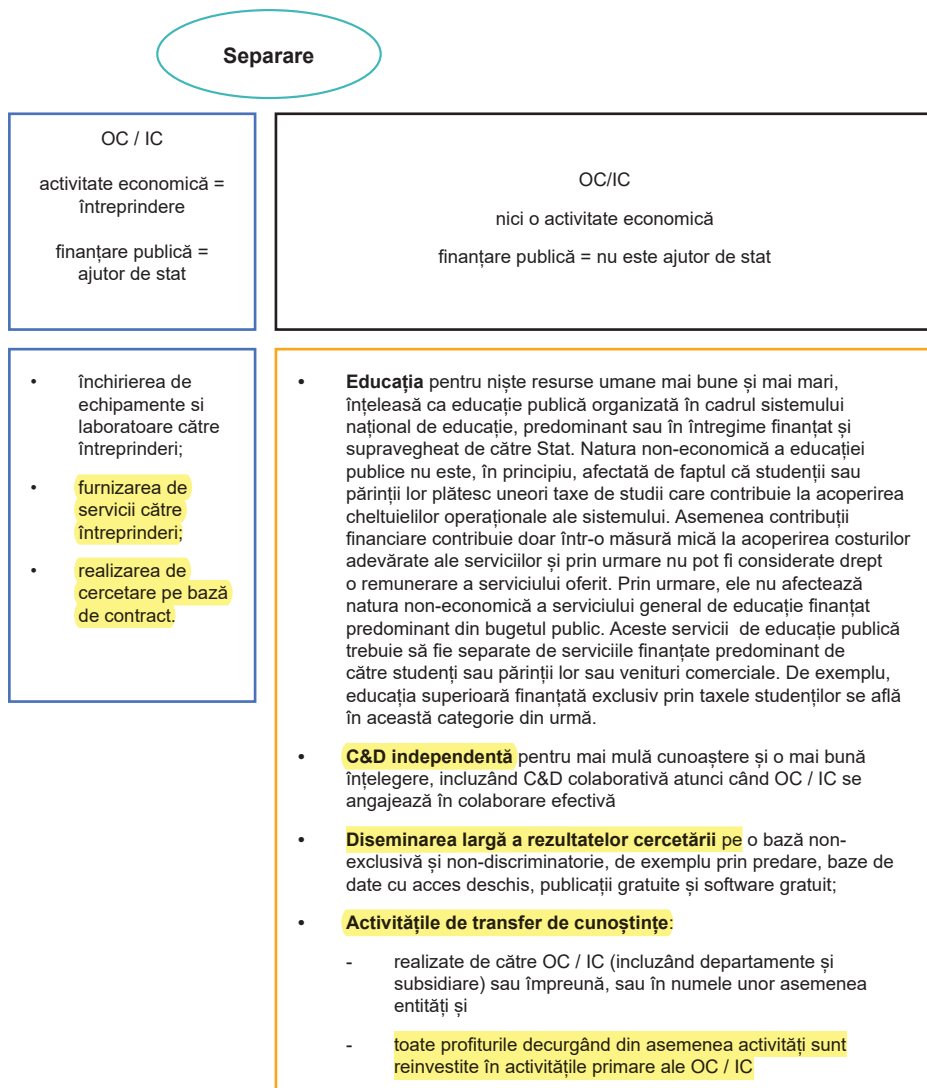 Separare
OC / IC
activitate economică =
întreprindere
finanțare publică =
ajutor de stat
OC/IC
nici o activitate economică
finanțare publică = nu este ajutor de stat
• închirierea de
echipamente si
laboratoare către
întreprinderi;
• furnizarea de
servicii către
întreprinderi;
• realizarea de
cercetare pe bază
de contract.
• Educația pentru niște resurse umane mai bune și mai mari,
înțeleasă ca educație publică organizată în cadrul sistemului
național de educație, predominant sau în întregime finanțat și
supravegheat de către Stat. Natura non-economică a educației
publice nu este, în principiu, afectată de faptul că studenții sau
părinții lor plătesc uneori taxe de studii care contribuie la acoperirea
cheltuielilor operaționale ale sistemului. Asemenea contribuții
financiare contribuie doar într-o măsură mică la acoperirea costurilor
adevărate ale serviciilor și prin urmare nu pot fi considerate drept
o remunerare a serviciului oferit. Prin urmare, ele nu afectează
natura non-economică a serviciului general de educație finanțat
predominant din bugetul public. Aceste servicii de educație publică
trebuie să fie separate de serviciile finanțate predominant de
către studenți sau părinții lor sau venituri comerciale. De exemplu,
educația superioară finanțată exclusiv prin taxele studenților se află
în această categorie din urmă.
• C&D independentă pentru mai mulă cunoaștere și o mai bună
înțelegere, incluzând C&D colaborativă atunci când OC / IC se
angajează în colaborare efectivă
• Diseminarea largă a rezultatelor cercetării pe o bază non-
exclusivă și non-discriminatorie, de exemplu prin predare, baze de
date cu acces deschis, publicații gratuite și software gratuit;
• Activitățile de transfer de cunoștințe:
- realizate de către OC / IC (incluzând departamente și
subsidiare) sau împreună, sau în numele unor asemenea
entități și
- toate profiturile decurgând din asemenea activități sunt
reinvestite în activitățile primare ale OC / IC